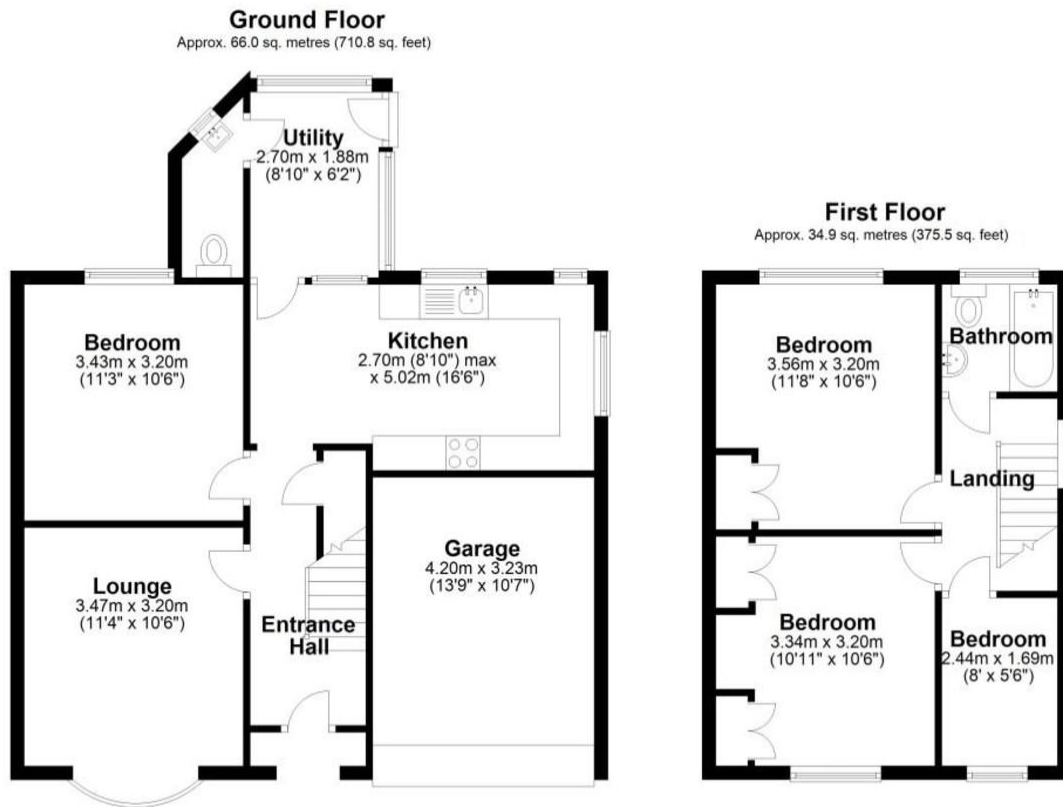 Ground Floor
Approx. 66.0 sq. metres (710.8 sq. feet)
Utility
2.70m x 1.88m
(8'10" x 6'2")
Bedroom
3.43m x 3.20m
(11'3" x 10'6")
Kitchen
2.70m (8'10") max
x 5.02m (16'6")
Lounge
3.47m x 3.20m
(11'4" x 10'6")
Entrance
Hall
Garage
4.20m x 3.23m
(13'9" x 10'7")
First Floor
Approx. 34.9 sq. metres (375.5 sq. feet)
Bedroom
3.56m x 3.20m
(11'8" x 10'6")
Bathroom
Landing
Bedroom
3.34m x 3.20m
(10'11" x 10'6")
Bedroom
2.44m x 1.69m
(8' x 5'6")